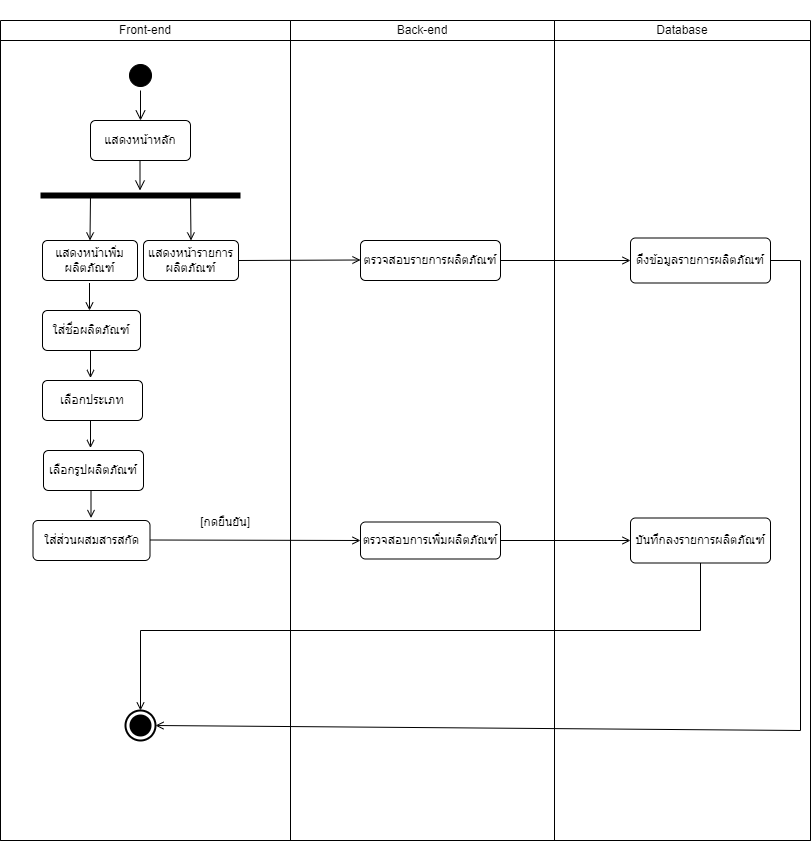 Front-end
Back-end
Database
แสดงหน้าหลัก
แสดงหน้าเพิ่ม
ผลิตภัณฑ์
แสดงหน้ารายการ
ผลิตภัณฑ์
ตรวจสอบรายการผลิตภัณฑ์
ดึงข้อมูลรายการผลิตภัณฑ์
ใส่ชื่อผลิตภัณฑ์
เลือกประเภท
เลือกรูปผลิตภัณฑ์
ใส่ส่วนผสมสารสกัด
[กดยืนยัน]
ตรวจสอบการเพิ่มผลิตภัณฑ์
บันทึกลงรายการผลิตภัณฑ์